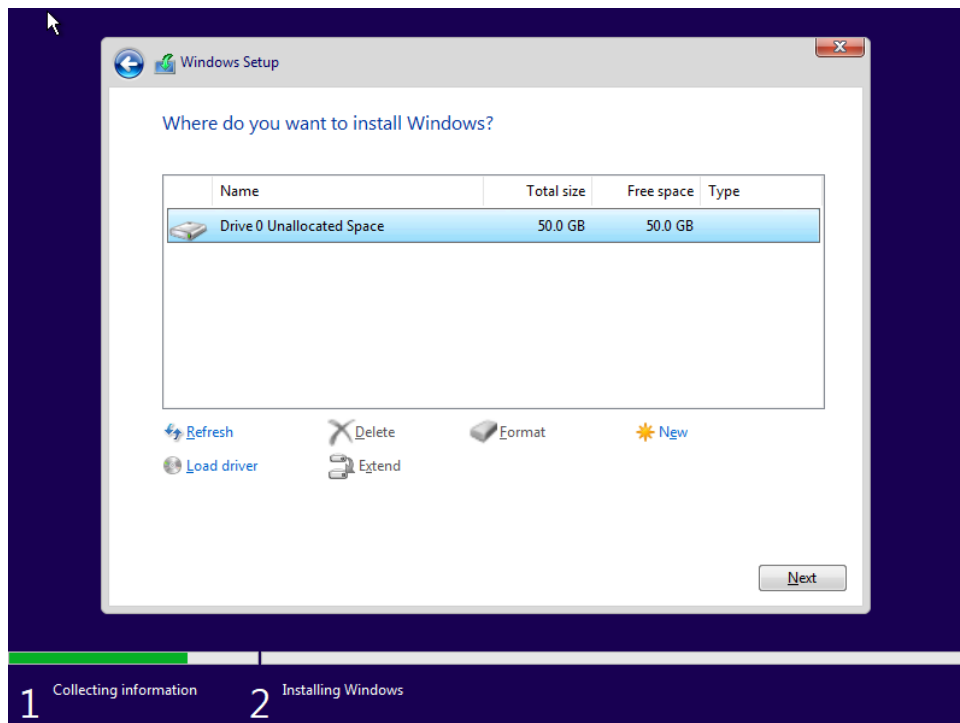 Windows Setup
Where do you want to install Windows?
Name Total size Free space Type
Drive 0 Unallocated Space 50.0 GB 50.0 GB
Refresh Delete Format New
Load driver Extend
Next
1 Collecting information 2 Installing Windows